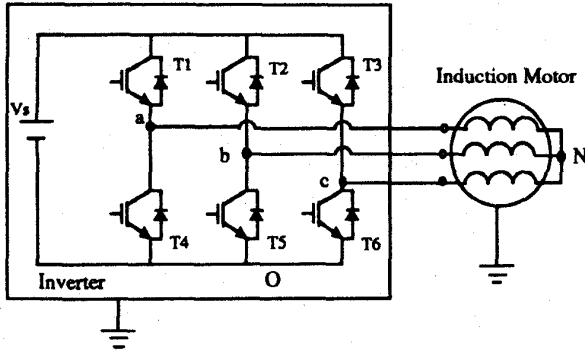 T1
T2
T3
Induction Motor
Vs
a
b
c
N
T4
T5
T6
Inverter
O